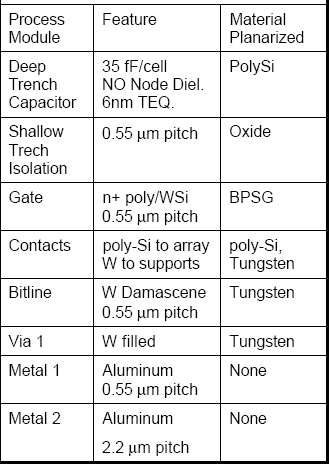 Process Module Feature Material Planarized
Deep Trench Capacitor 35 fF/cell NO Node Diel. 6nm TEQ. PolySi
Shallow Trech Isolation 0.55 μm pitch Oxide
Gate n+ poly/WSi 0.55 μm pitch BPSG
Contacts poly-Si to array W to supports poly-Si, Tungsten
Bitline W Damascene 0.55 μm pitch Tungsten
Via 1 W filled Tungsten
Metal 1 Aluminum 0.55 μm pitch None
Metal 2 Aluminum 2.2 μm pitch None